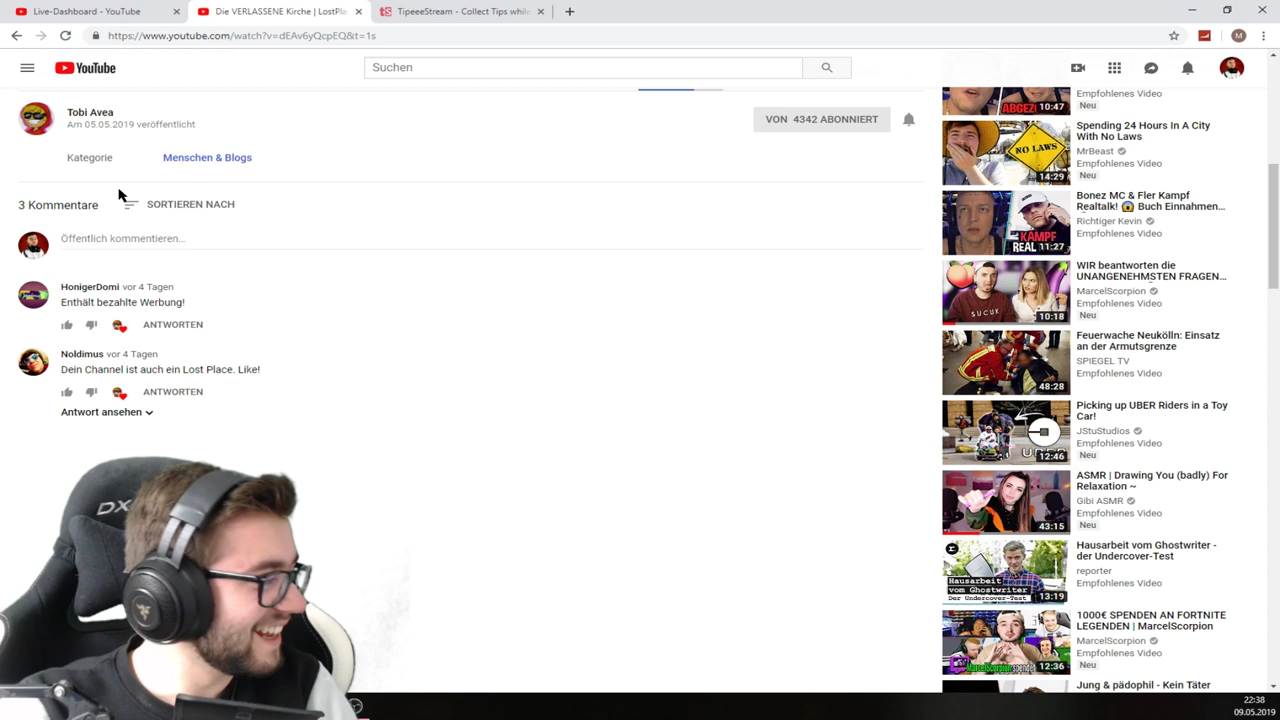 Live-Dashboard - YouTube
Die VERLASSENE Kirche | LostPla
TipeeeStream - Collect Tips while
https://www.youtube.com/watch?v=dEAv6yQcpEQ&t=1s
M
YouTube
Suchen
Tobi Avea
Am 05.05.2019 veröffentlicht
VON 4342 ABONNIERT
Kategorie
Menschen & Blogs
3 Kommentare
SORTIEREN NACH
Öffentlich kommentieren...
HonigerDomi vor 4 Tagen
Enthält bezahlte Werbung!
ANTWORTEN
Noldimus vor 4 Tagen
Dein Channel ist auch ein Lost Place. Like!
ANTWORTEN
Antwort ansehen
DX
10:47
Empfohlenes Video
Neu
NO LAWS
14:29
Spending 24 Hours In A City
With No Laws
MrBeast
Empfohlenes Video
Neu
KAMPF
REAL
11:27
Bonez MC & Fler Kampf
Realtalk! 😱 Buch Einnahmen...
Richtiger Kevin
Empfohlenes Video
SUCUK
10:18
WIR beantworten die
UNANGENEHMSTEN FRAGEN...
MarcelScorpion
Empfohlenes Video
Neu
48:28
Feuerwache Neukölln: Einsatz
an der Armutsgrenze
SPIEGEL TV
Empfohlenes Video
12:46
Picking up UBER Riders in a Toy
Car!
JStuStudios
Empfohlenes Video
Neu
43:15
ASMR | Drawing You (badly) For
Relaxation ~
Gibi ASMR
Empfohlenes Video
Neu
Hausarbeit
vom Ghostwriter
Der Undercover-Test
13:19
Hausarbeit vom Ghostwriter -
der Undercover-Test
reporter
Empfohlenes Video
MarcelScorpion spendet
12:36
1000€ SPENDEN AN FORTNITE
LEGENDEN | MarcelScorpion
MarcelScorpion
Empfohlenes Video
Neu
Jung & pädophil - Kein Täter
22:38
09.05.2019